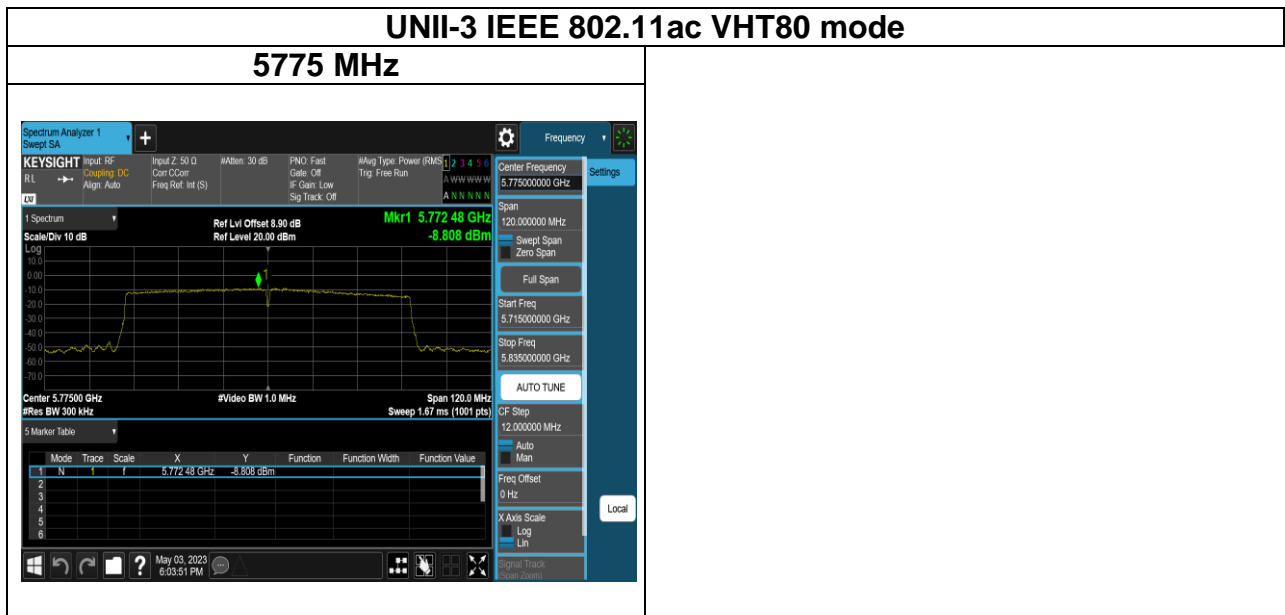 UNII-3 IEEE 802.11ac VHT80 mode
5775 MHz
Spectrum Analyzer 1
Swept SA
+
Frequency
KEYSIGHT
RL
LXI
Input: RF
Coupling: DC
Align: Auto
Input Z: 50 Ω
Corr CCorr
Freq Ref: Int (S)
#Atten: 30 dB
PNO: Fast
Gate: Off
IF Gain: Low
Sig Track: Off
#Avg Type: Power (RMS
Trig: Free Run
1 2 3 4 5 6
A W W W W W
A N N N N N
Center Frequency
5.775000000 GHz
Settings
1 Spectrum
Scale/Div 10 dB
Ref Lvl Offset 8.90 dB
Ref Level 20.00 dBm
Mkr1 5.772 48 GHz
-8.808 dBm
Span
120.000000 MHz
Swept Span
Zero Span
Full Span
Start Freq
5.715000000 GHz
Stop Freq
5.835000000 GHz
AUTO TUNE
CF Step
12.000000 MHz
Auto
Man
Freq Offset
0 Hz
X Axis Scale
Log
Lin
Signal Track
(Span Zoom)
Local
Log
10.0
0.00
-10.0
-20.0
-30.0
-40.0
-50.0
-60.0
-70.0
1
Center 5.77500 GHz
#Res BW 300 kHz
#Video BW 1.0 MHz
Span 120.0 MHz
Sweep 1.67 ms (1001 pts)
5 Marker Table
Mode Trace Scale X Y Function Function Width Function Value
1 N 1 f 5.772 48 GHz -8.808 dBm
2
3
4
5
6
?
May 03, 2023
6:03:51 PM